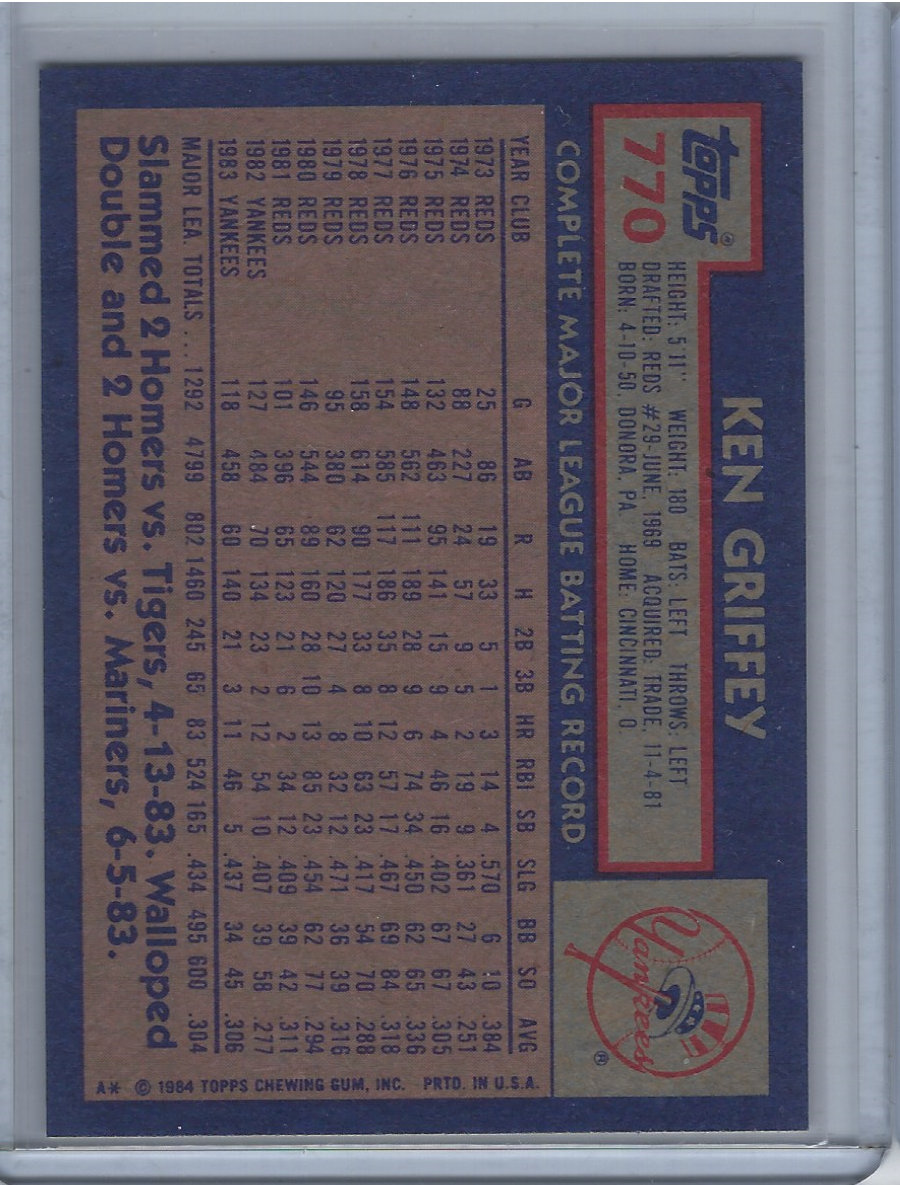 topps®
770
KEN GRIFFEY
HEIGHT: 5'11" WEIGHT: 180 BATS: LEFT THROWS: LEFT
DRAFTED: REDS #29-JUNE, 1969 ACQUIRED: TRADE, 11-4-81
BORN: 4-10-50, DONORA, PA HOME: CINCINNATI, O
Yankees ®
COMPLETE MAJOR LEAGUE BATTING RECORD
YEAR CLUB G AB R H 2B 3B HR RBI SB SLG BB SO AVG
1973 REDS 25 86 19 33 5 1 3 14 4 .570 6 10 .384
1974 REDS 88 227 24 57 9 5 2 19 9 .361 27 43 .251
1975 REDS 132 463 95 141 15 9 4 46 16 .402 67 67 .305
1976 REDS 148 562 111 189 28 9 6 74 34 .450 62 65 .336
1977 REDS 154 585 117 186 35 8 12 57 17 .467 69 84 .318
1978 REDS 158 614 90 177 33 8 10 63 23 .417 54 70 .288
1979 REDS 95 380 62 120 27 4 8 32 12 .471 36 39 .316
1980 REDS 146 544 89 160 28 10 13 85 23 .454 62 77 .294
1981 REDS 101 396 65 123 21 6 2 34 12 .409 39 42 .311
1982 YANKEES 127 484 70 134 23 2 12 54 10 .407 39 58 .277
1983 YANKEES 118 458 60 140 21 3 11 46 5 .437 34 45 .306
MAJOR LEA. TOTALS ... 1292 4799 802 1460 245 65 83 524 165 .434 495 600 .304
Slammed 2 Homers vs. Tigers, 4-13-83. Walloped
Double and 2 Homers vs. Mariners, 6-5-83.
A* © 1984 TOPPS CHEWING GUM, INC. PRTD. IN U.S.A.